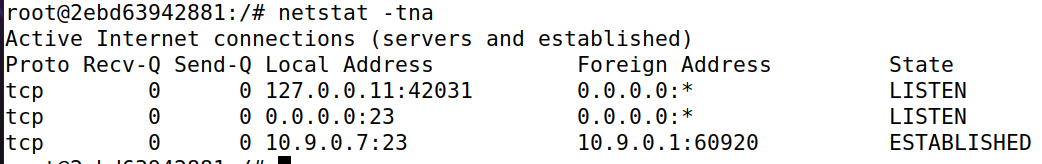 root@2ebd63942881:/# netstat -tna
Active Internet connections (servers and established)
Proto Recv-Q Send-Q Local Address           Foreign Address         State
tcp        0      0 127.0.0.11:42031        0.0.0.0:*               LISTEN
tcp        0      0 0.0.0.0:23              0.0.0.0:*               LISTEN
tcp        0      0 10.9.0.7:23             10.9.0.1:60920          ESTABLISHED
root@2ebd63942881:/#